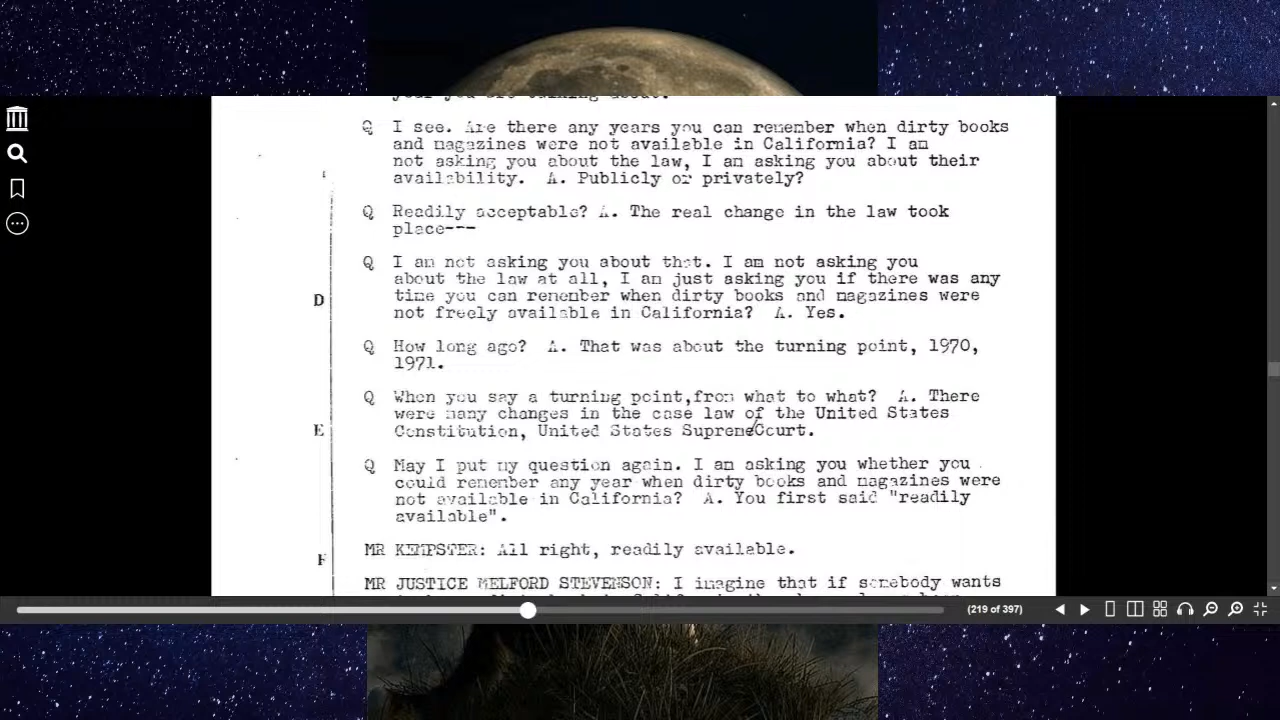 year you are talking about.
Q I see. Are there any years you can remember when dirty books
and magazines were not available in California? I am
not asking you about the law, I am asking you about their
availability. A. Publicly or privately?
Q Readily acceptable? A. The real change in the law took
place---
Q I am not asking you about that. I am not asking you
about the law at all, I am just asking you if there was any
D
time you can remember when dirty books and magazines were
not freely available in California? A. Yes.
Q How long ago? A. That was about the turning point, 1970,
1971.
Q When you say a turning point,from what to what? A. There
were many changes in the case law of the United States
E
Constitution, United States SupremeCourt.
Q May I put my question again. I am asking you whether you
could remember any year when dirty books and magazines were
not available in California? A. You first said "readily
available".
F
MR KEMPSTER: All right, readily available.
MR JUSTICE MELFORD STEVENSON: I imagine that if somebody wants
(219 of 397)